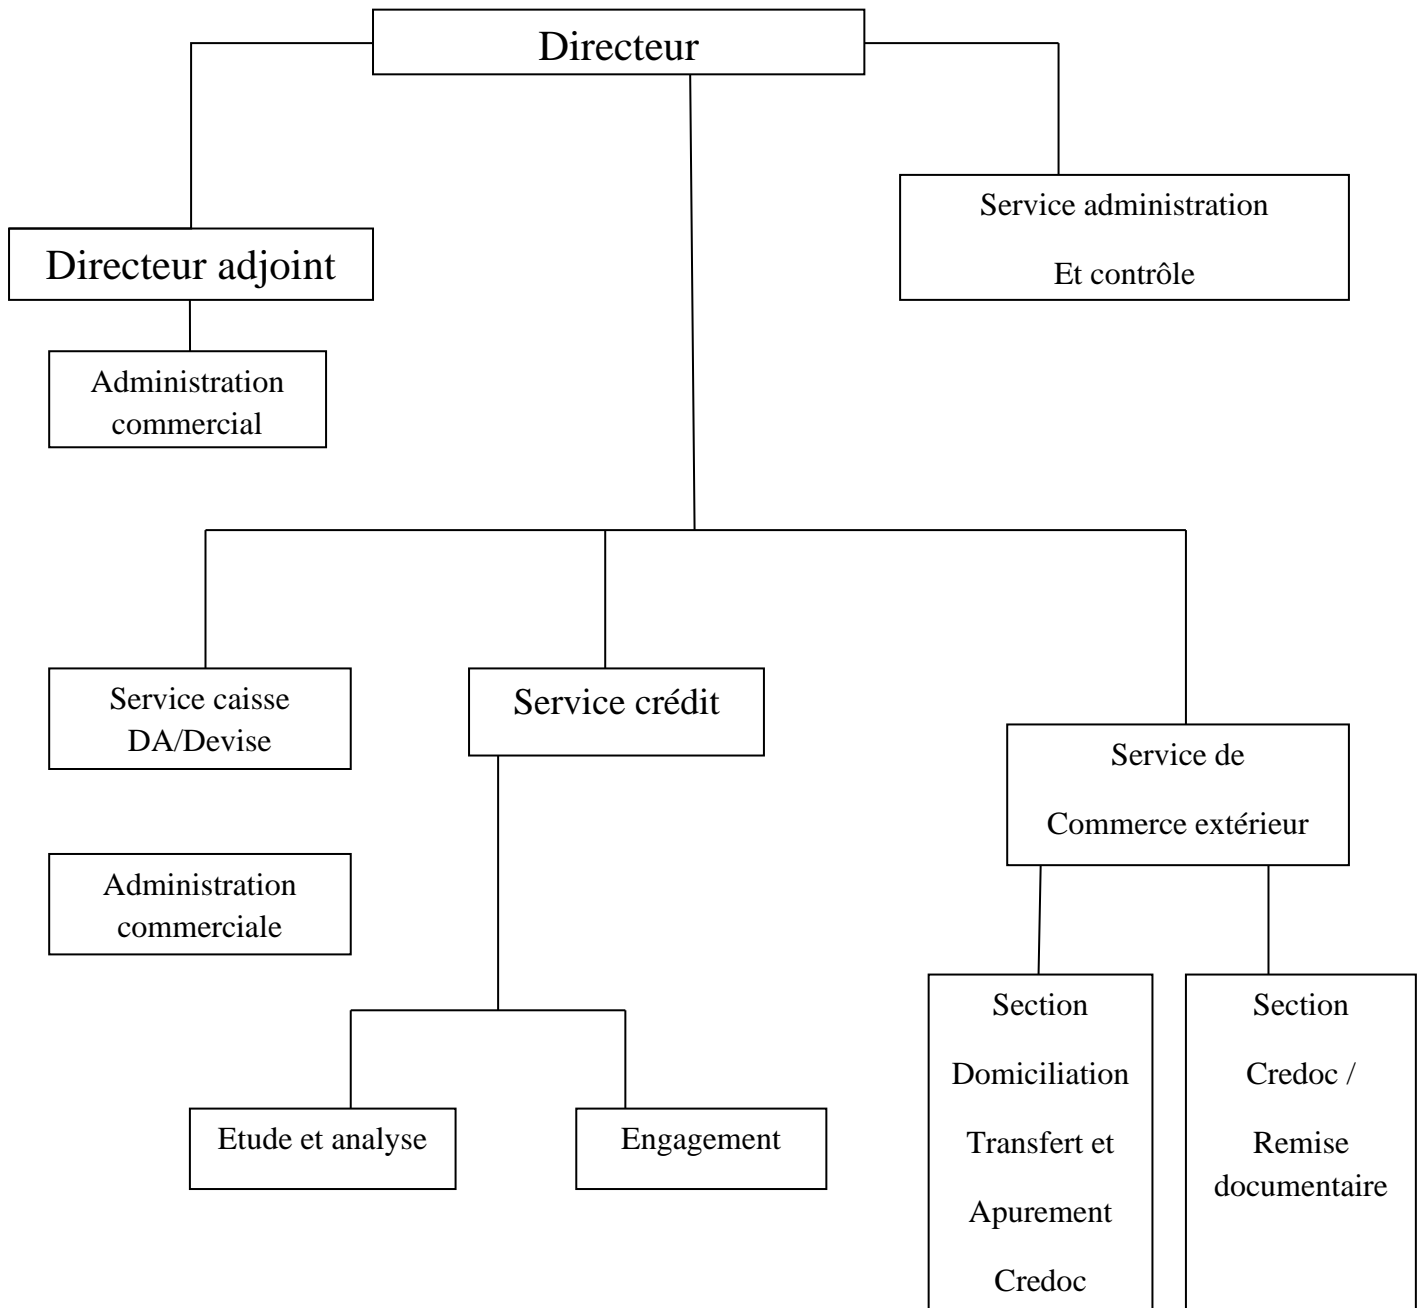 Directeur
Service administration
Et contrôle
Directeur adjoint
Administration
commercial
Service caisse
DA/Devise
Service crédit
Service de
Commerce extérieur
Administration
commerciale
Etude et analyse
Engagement
Section
Domiciliation
Transfert et
Apurement
Credoc
Section
Credoc /
Remise
documentaire